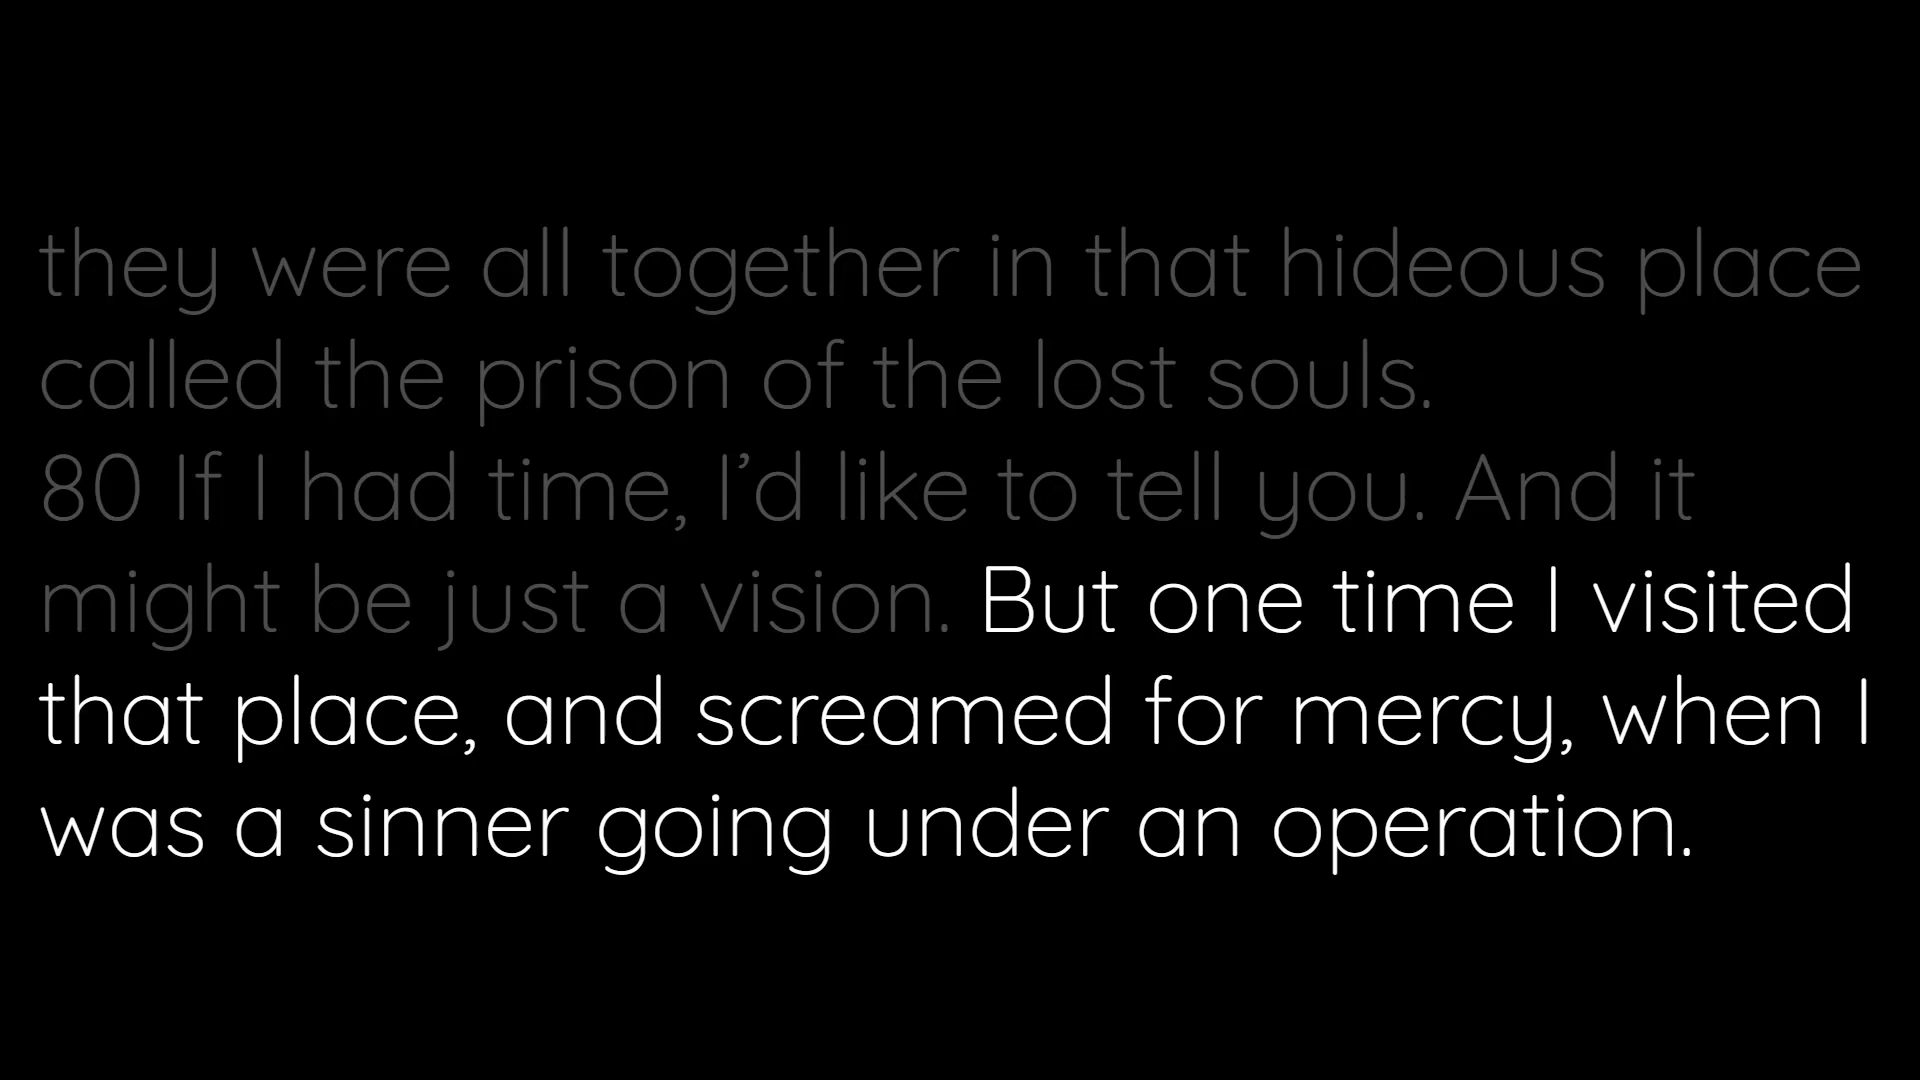 they were all together in that hideous place
called the prison of the lost souls.
80 If I had time, I’d like to tell you. And it
might be just a vision. But one time I visited
that place, and screamed for mercy, when I
was a sinner going under an operation.